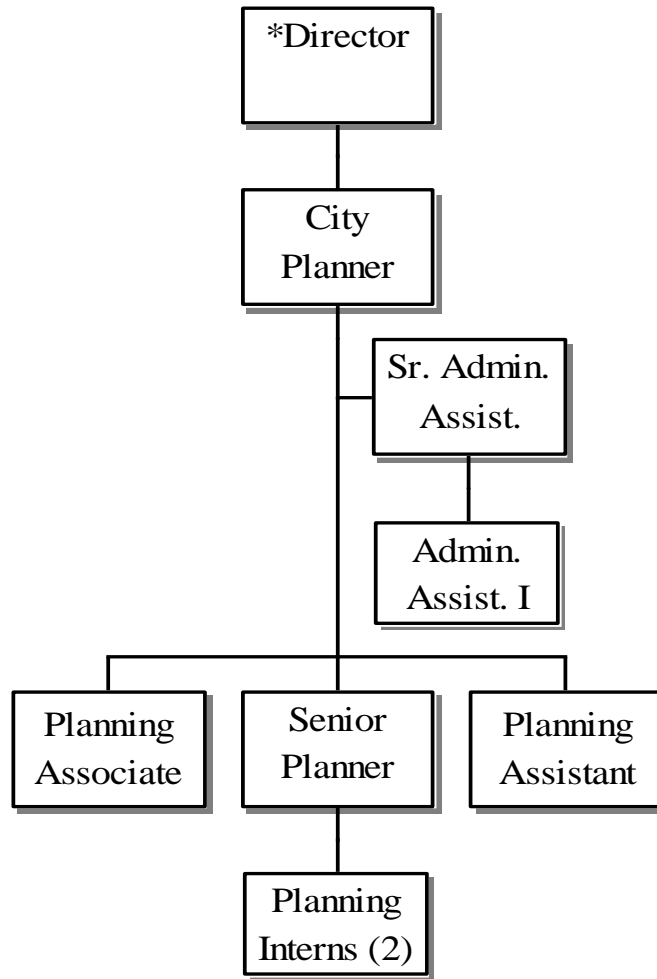 *Director
City
Planner
Sr. Admin.
Assist.
Admin.
Assist. I
Planning
Associate
Senior
Planner
Planning
Assistant
Planning
Interns (2)